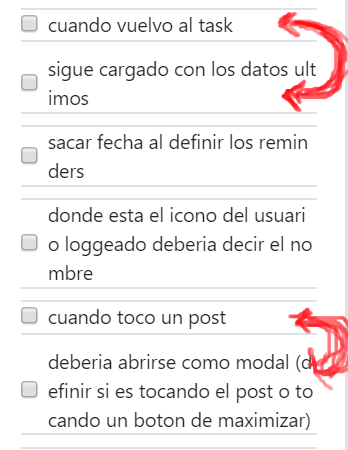 cuando vuelvo al task
sigue cargado con los datos ult
imos
sacar fecha al definir los remin
ders
donde esta el icono del usuari
o loggeado deberia decir el no
mbre
cuando toco un post
deberia abrirse como modal (d
efinir si es tocando el post o to
cando un boton de maximizar)